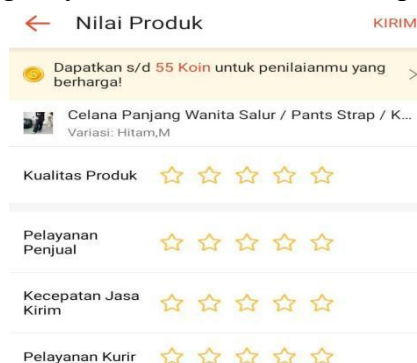 Nilai Produk
KIRIM
Dapatkan s/d 55 Koin untuk penilaianmu yang
berharga!
Celana Panjang Wanita Salur / Pants Strap / K...
Variasi: Hitam,M
Kualitas Produk
Pelayanan
Penjual
Kecepatan Jasa
Kirim
Pelayanan Kurir